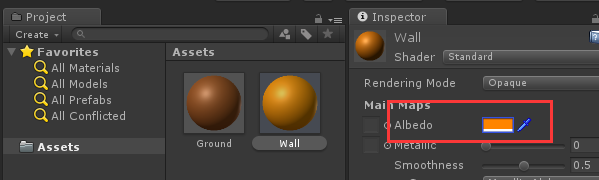 Project
Create
Favorites
All Materials
All Models
All Prefabs
All Conflicted
Assets
Assets
Ground
Wall
Inspector
Wall
Shader Standard
Rendering Mode Opaque
Main Maps
Albedo
Metallic 0
Smoothness 0.5